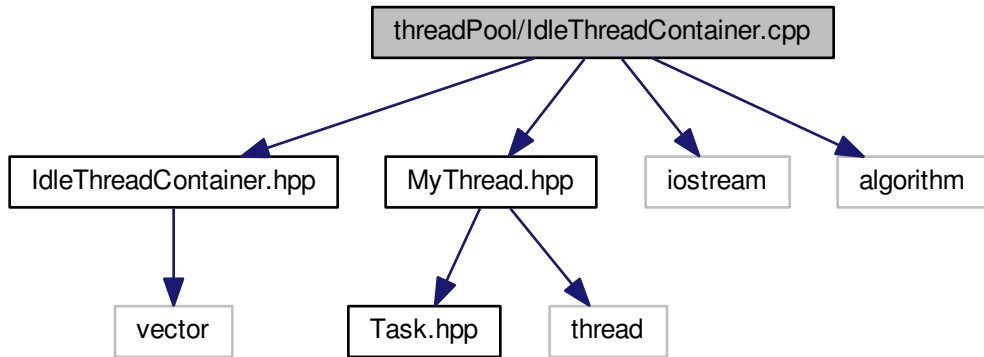 threadPool/IdleThreadContainer.cpp
IdleThreadContainer.hpp
MyThread.hpp
iostream
algorithm
vector
Task.hpp
thread